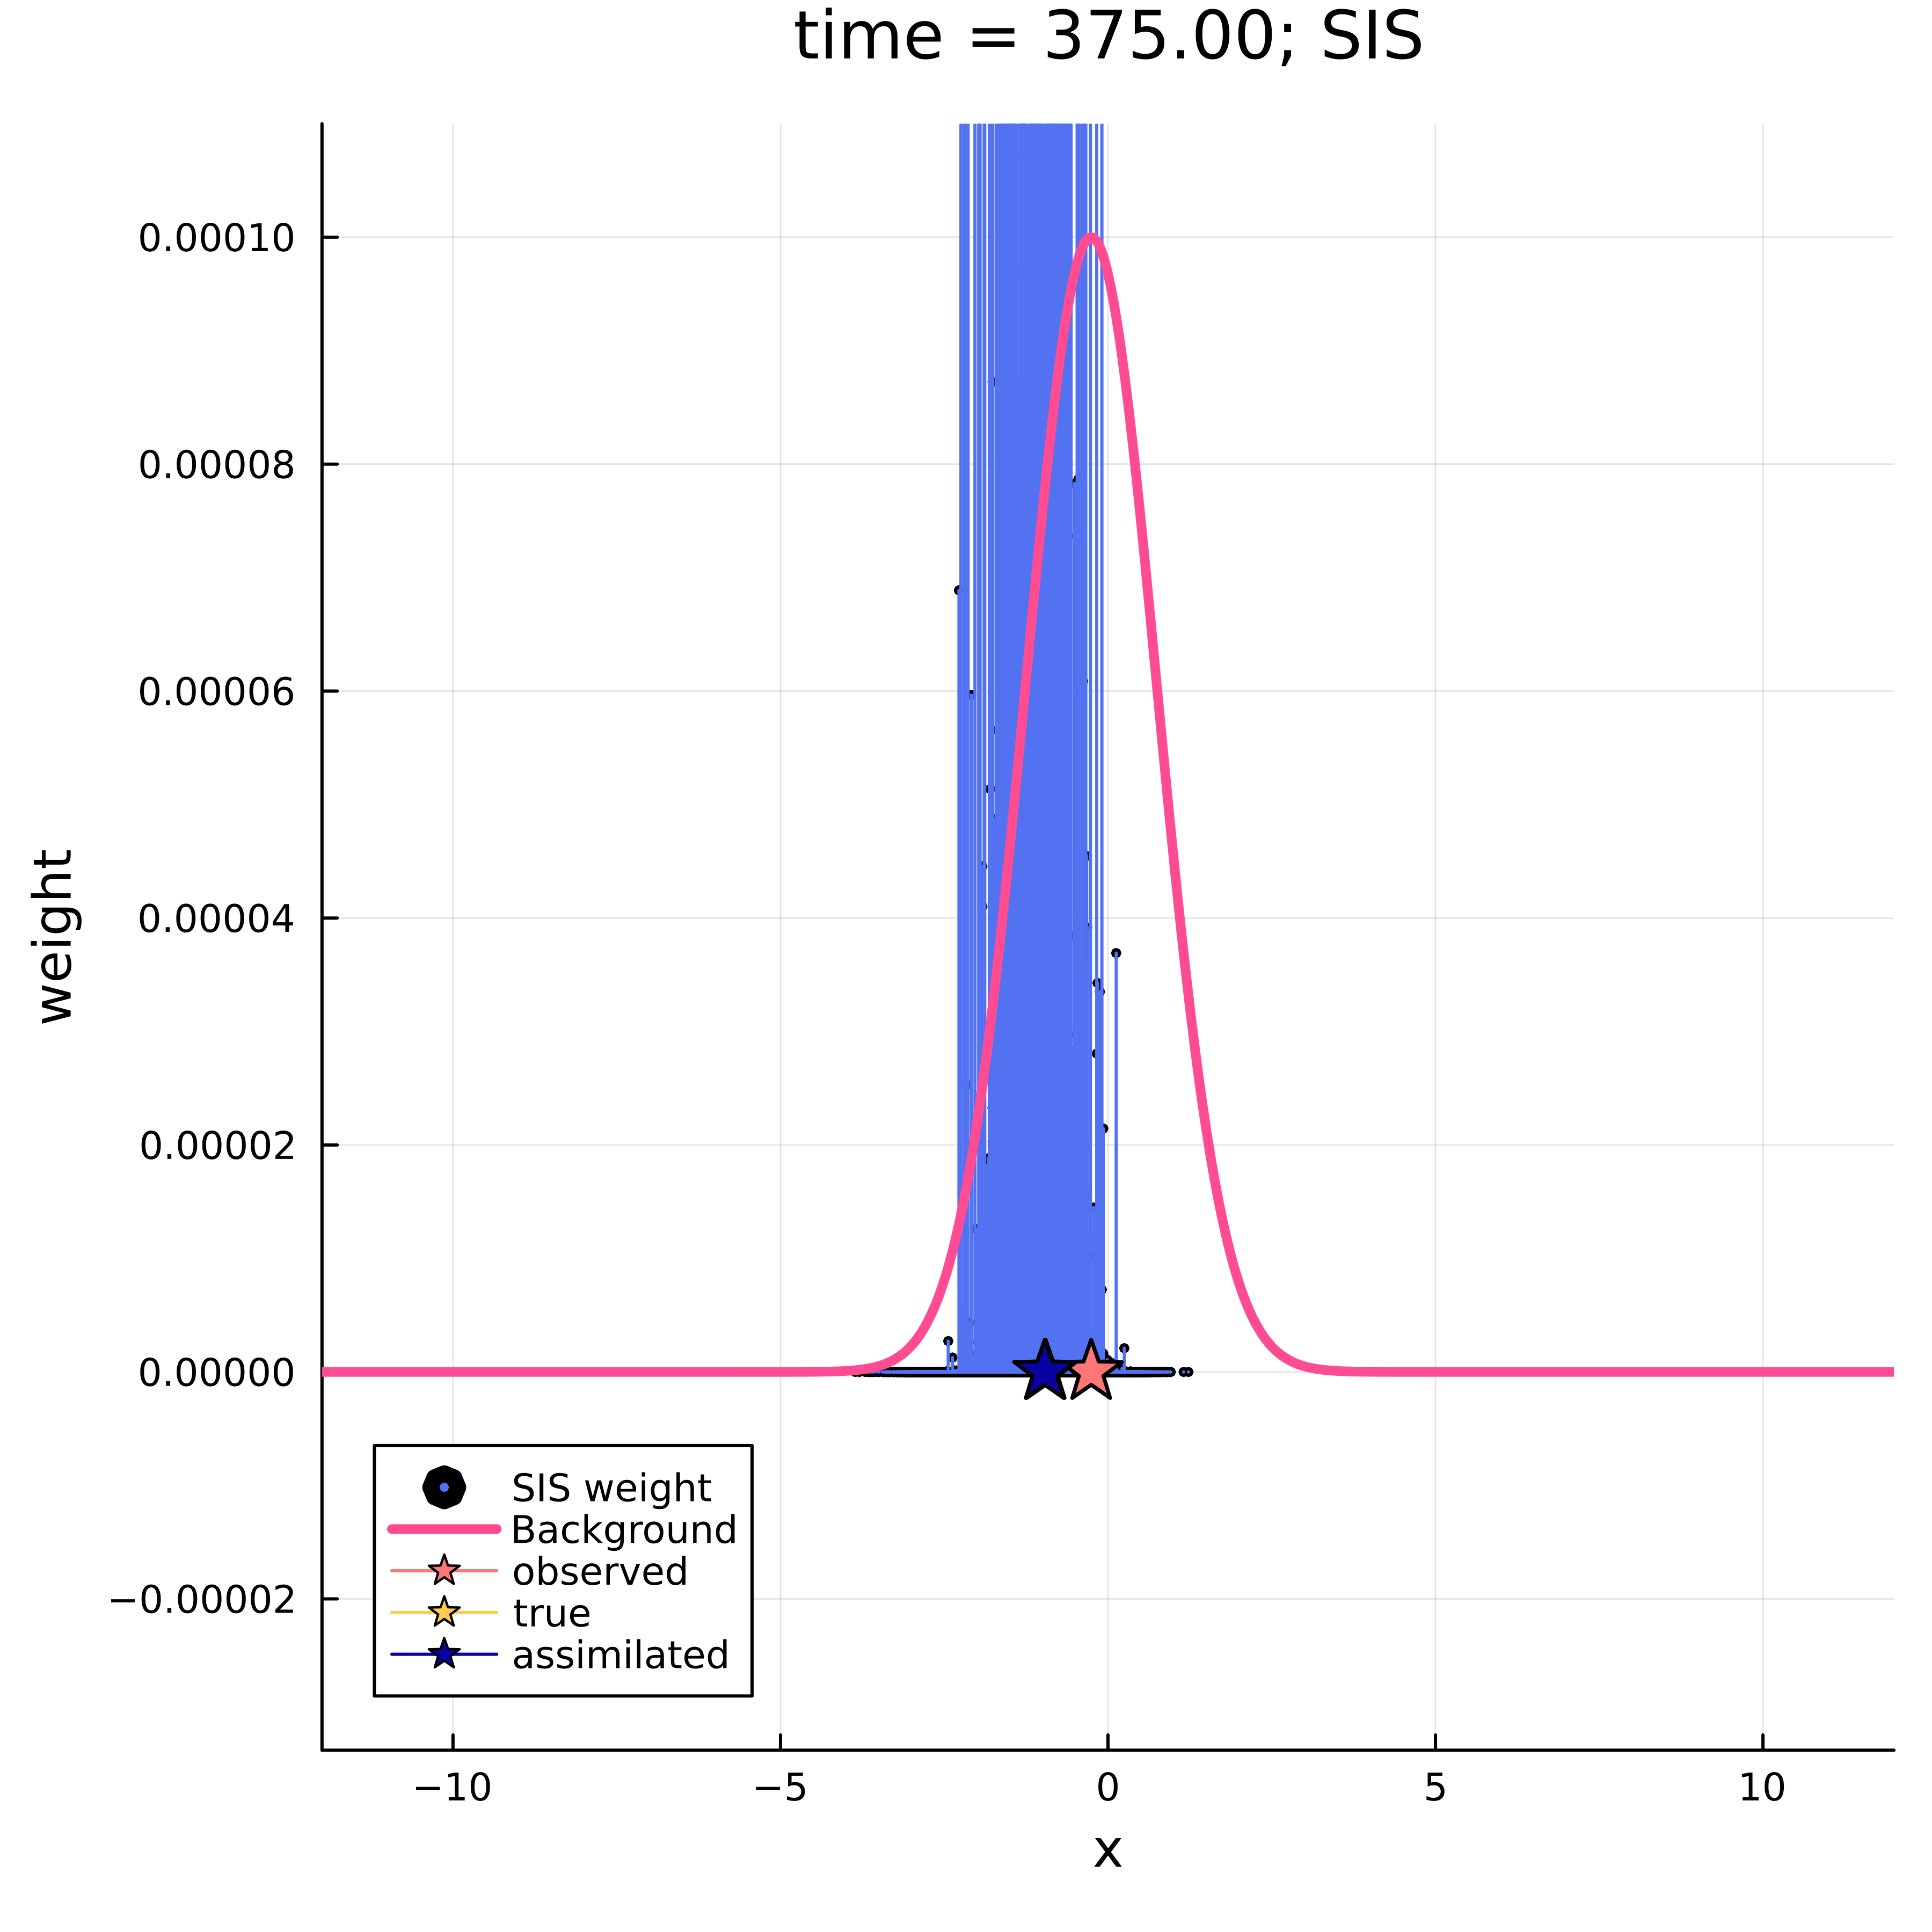 time = 375.00; SIS
0.00010
0.00008
0.00006
0.00004
0.00002
0.00000
−0.00002
weight
SIS weight
Background
observed
true
assimilated
−10
−5
0
5
10
x